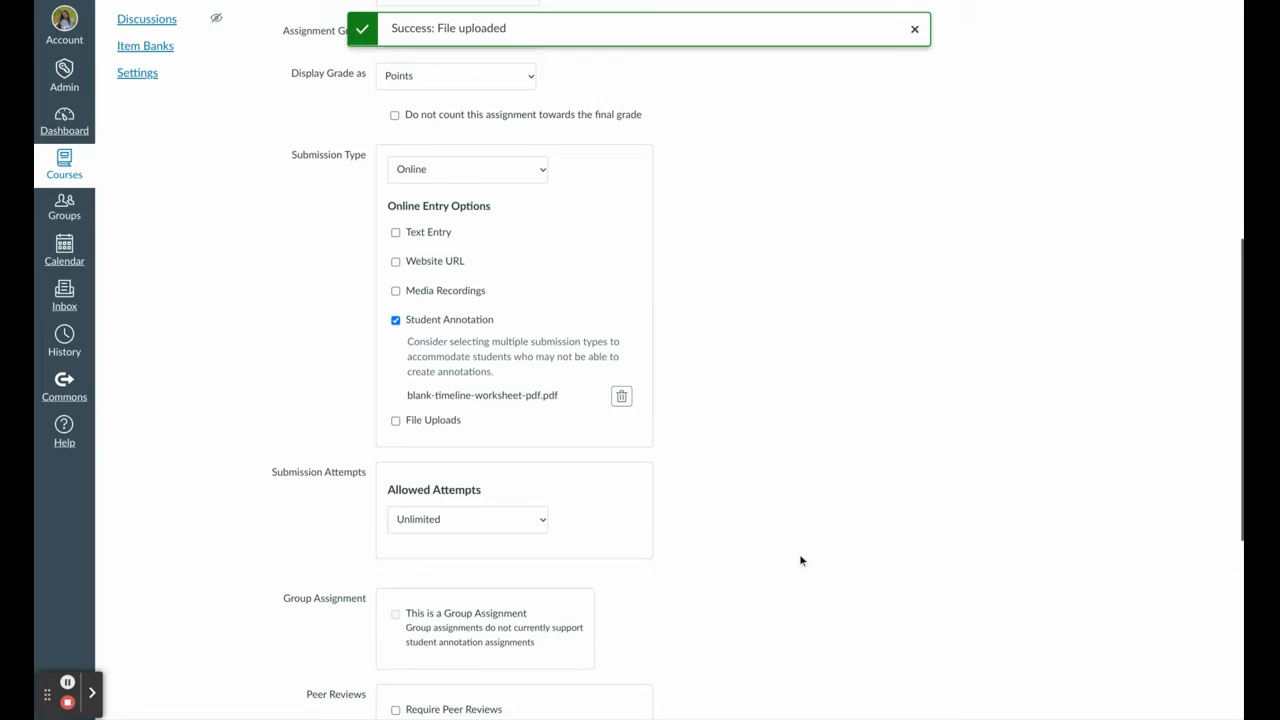 Account
Admin
Dashboard
Courses
Groups
Calendar
Inbox
History
Commons
Help
Discussions
Item Banks
Settings
Success: File uploaded
Assignment G
Display Grade as
Points
Do not count this assignment towards the final grade
Submission Type
Online
Online Entry Options
Text Entry
Website URL
Media Recordings
Student Annotation
Consider selecting multiple submission types to
accommodate students who may not be able to
create annotations.
blank-timeline-worksheet-pdf.pdf
File Uploads
Submission Attempts
Allowed Attempts
Unlimited
Group Assignment
This is a Group Assignment
Group assignments do not currently support
student annotation assignments
Peer Reviews
Require Peer Reviews